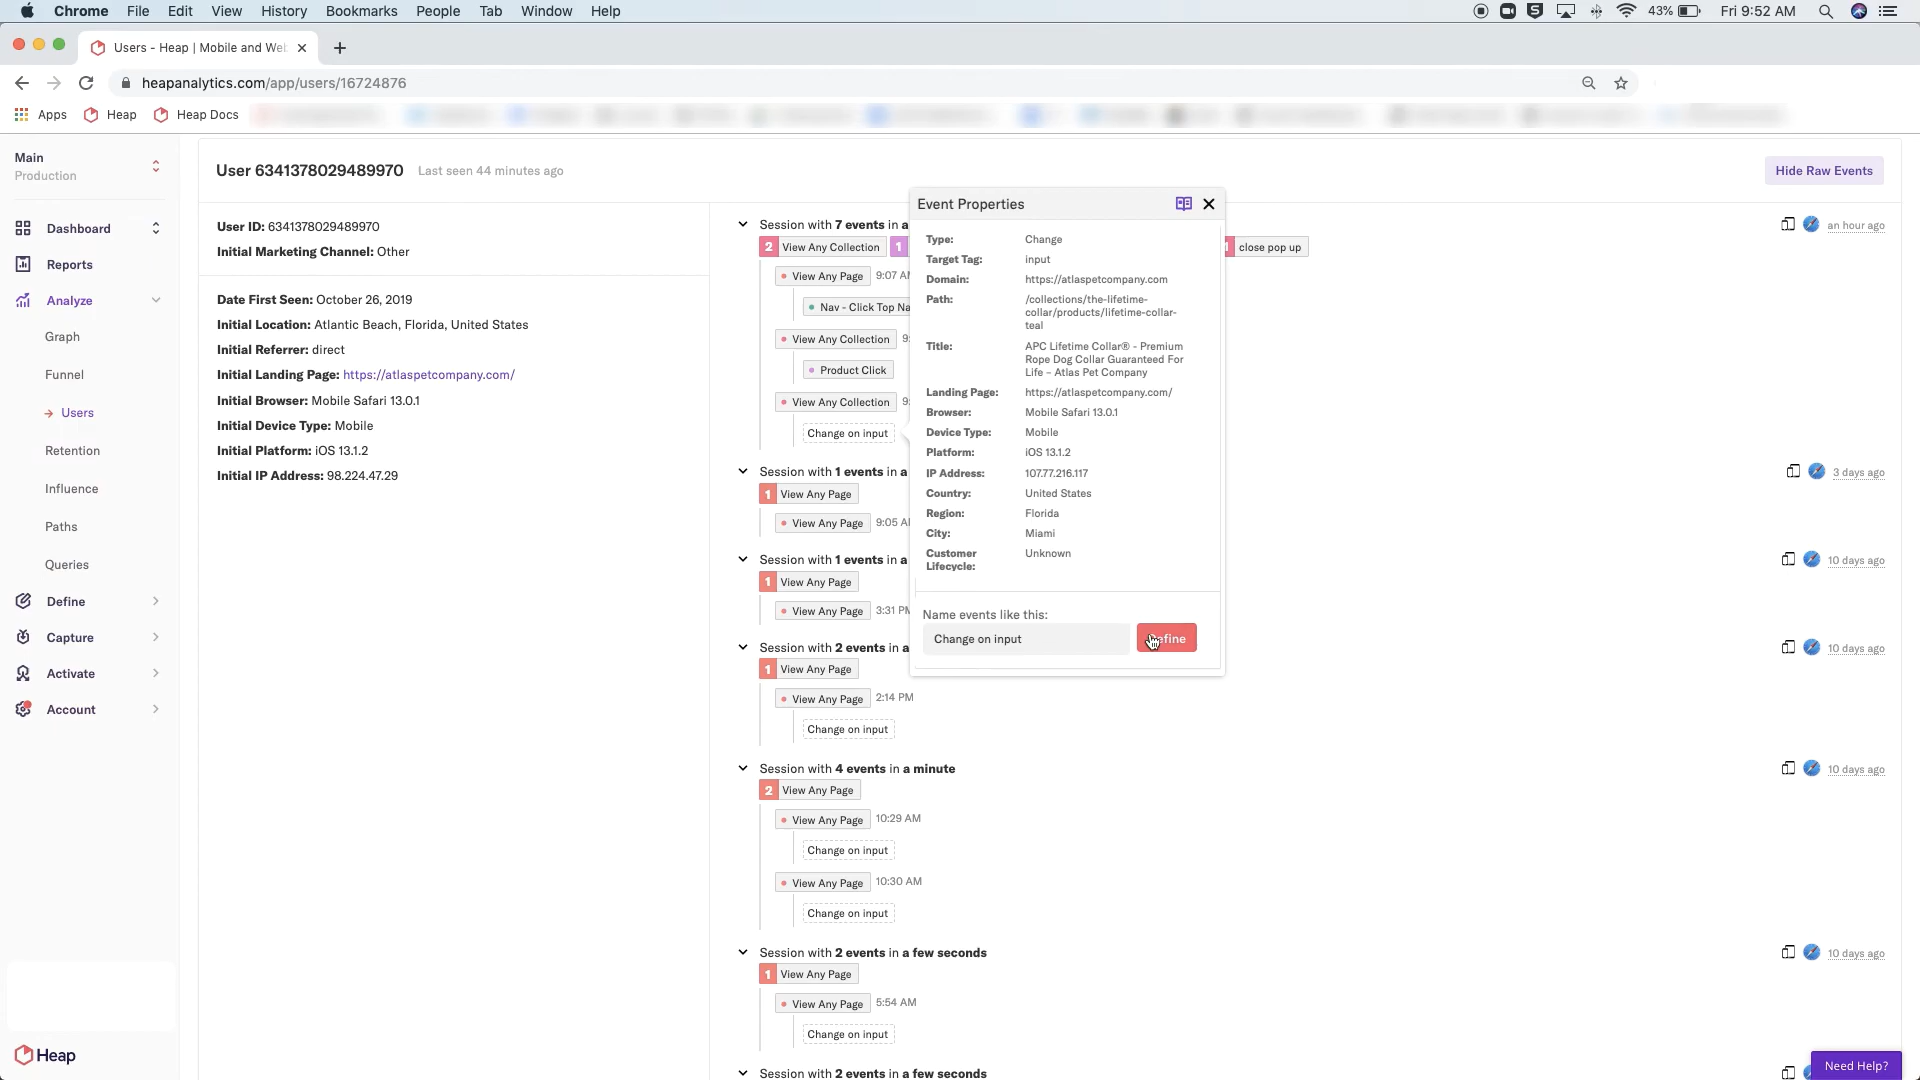 Chrome File Edit View History Bookmarks People Tab Window Help 43% Fri 9:52 AM
Users - Heap | Mobile and We
heapanalytics.com/app/users/16724876
Apps Heap Heap Docs
Main
Production
Dashboard
Reports
Analyze
Graph
Funnel
Users
Retention
Influence
Paths
Queries
Define
Capture
Activate
Account
Heap
User 6341378029489970 Last seen 44 minutes ago
Hide Raw Events
User ID: 6341378029489970
Initial Marketing Channel: Other
Date First Seen: October 26, 2019
Initial Location: Atlantic Beach, Florida, United States
Initial Referrer: direct
Initial Landing Page: https://atlaspetcompany.com/
Initial Browser: Mobile Safari 13.0.1
Initial Device Type: Mobile
Initial Platform: iOS 13.1.2
Initial IP Address: 98.224.47.29
Session with 7 events in a an hour ago
2 View Any Collection 1 1 close pop up
View Any Page 9:07 AM
Nav - Click Top Na
View Any Collection 9:
Product Click
View Any Collection 9:
Change on input
Session with 1 events in a 3 days ago
1 View Any Page
View Any Page 9:05 AM
Session with 1 events in a 10 days ago
1 View Any Page
View Any Page 3:31 PM
Session with 2 events in a 10 days ago
1 View Any Page
View Any Page 2:14 PM
Change on input
Session with 4 events in a minute 10 days ago
2 View Any Page
View Any Page 10:29 AM
Change on input
View Any Page 10:30 AM
Change on input
Session with 2 events in a few seconds 10 days ago
1 View Any Page
View Any Page 5:54 AM
Change on input
Session with 2 events in a few seconds
Event Properties
Type: Change
Target Tag: input
Domain: https://atlaspetcompany.com
Path: /collections/the-lifetime-
collar/products/lifetime-collar-
teal
Title: APC Lifetime Collar® - Premium
Rope Dog Collar Guaranteed For
Life – Atlas Pet Company
Landing Page: https://atlaspetcompany.com/
Browser: Mobile Safari 13.0.1
Device Type: Mobile
Platform: iOS 13.1.2
IP Address: 107.77.216.117
Country: United States
Region: Florida
City: Miami
Customer Unknown
Lifecycle:
Name events like this:
Change on input fine
Need Help?